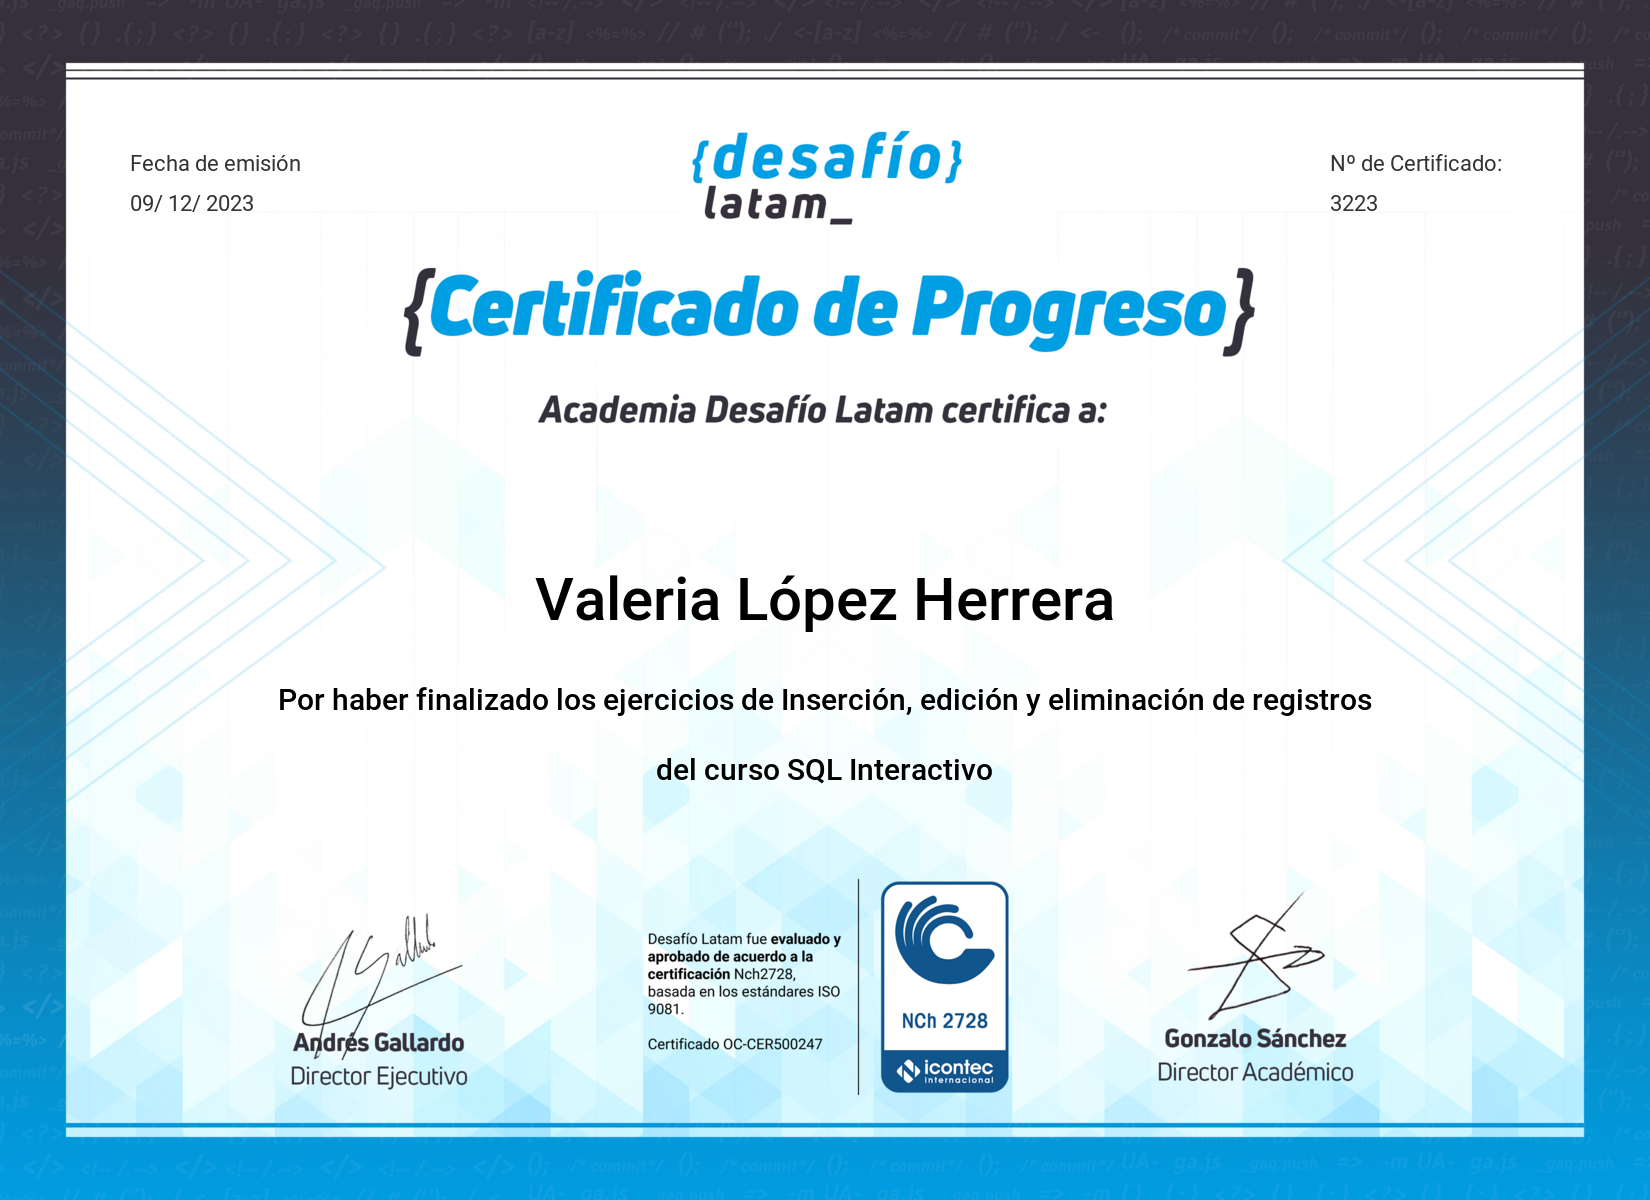 Fecha de emisión
09/ 12/ 2023
{desafío}
latam_
Nº de Certificado:
3223
{Certificado de Progreso}
Academia Desafío Latam certifica a:
Valeria López Herrera
Por haber finalizado los ejercicios de Inserción, edición y eliminación de registros
del curso SQL Interactivo
Andrés Gallardo
Director Ejecutivo
Desafío Latam fue evaluado y
aprobado de acuerdo a la
certificación Nch2728,
basada en los estándares ISO
9081.
Certificado OC-CER500247
NCh 2728
icontec
internacional
Gonzalo Sánchez
Director Académico